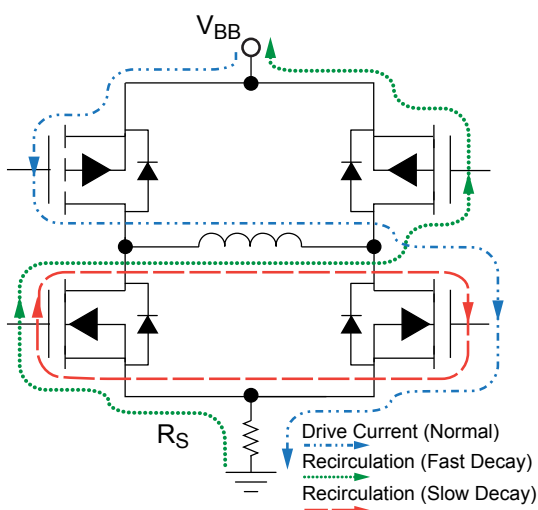 VBB
RS
Drive Current (Normal)
Recirculation (Fast Decay)
Recirculation (Slow Decay)